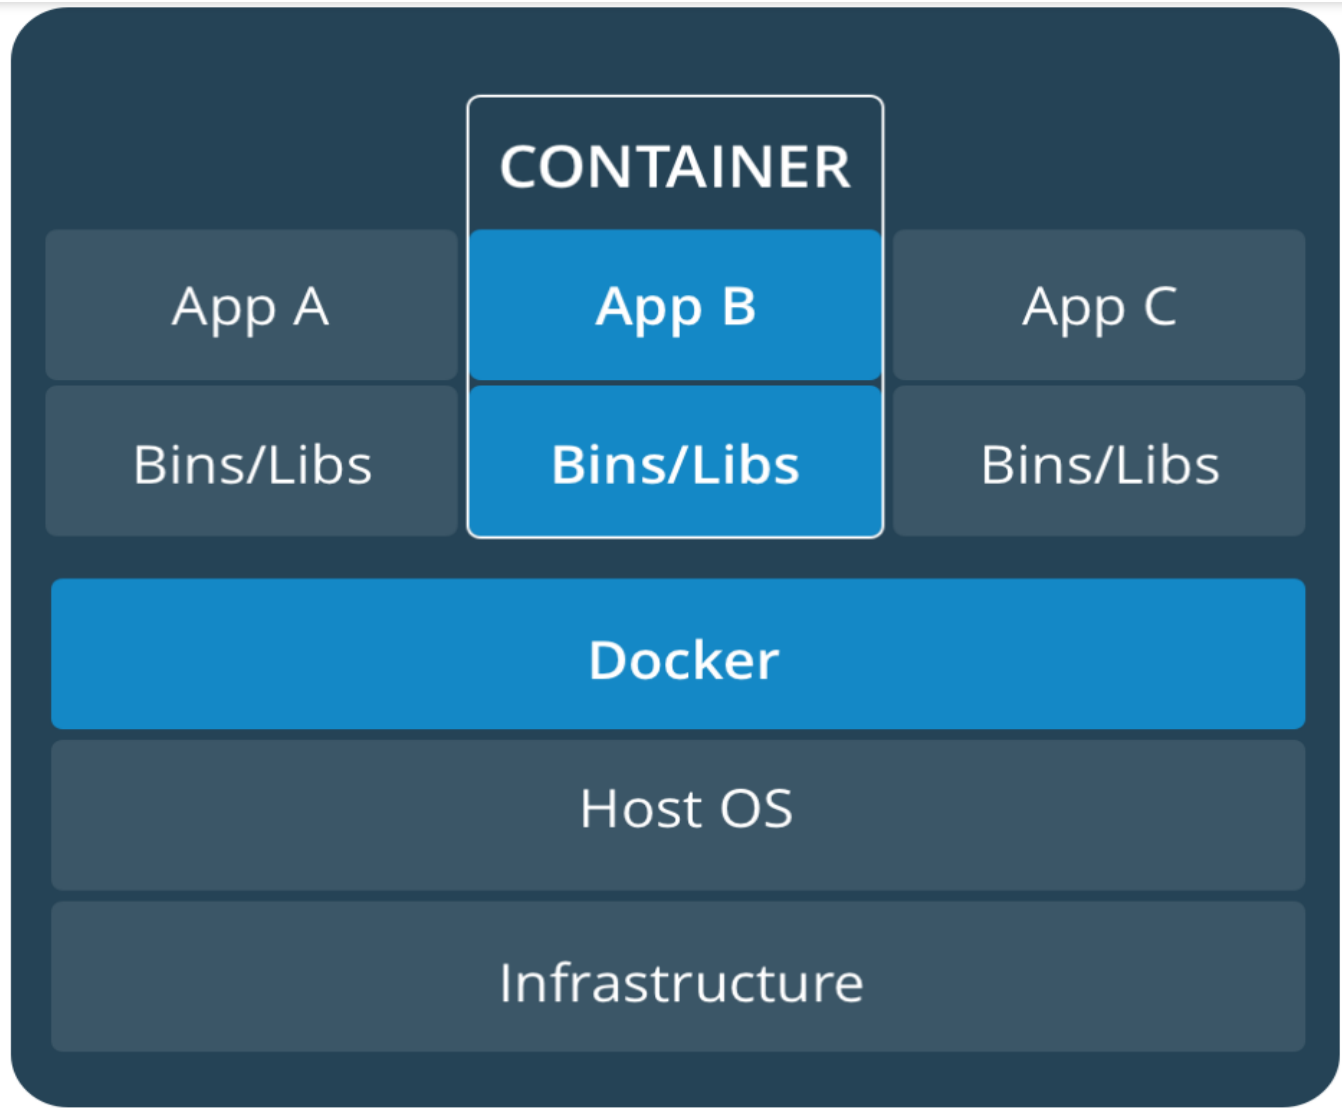 CONTAINER
App A
App B
App C
Bins/Libs
Bins/Libs
Bins/Libs
Docker
Host OS
Infrastructure